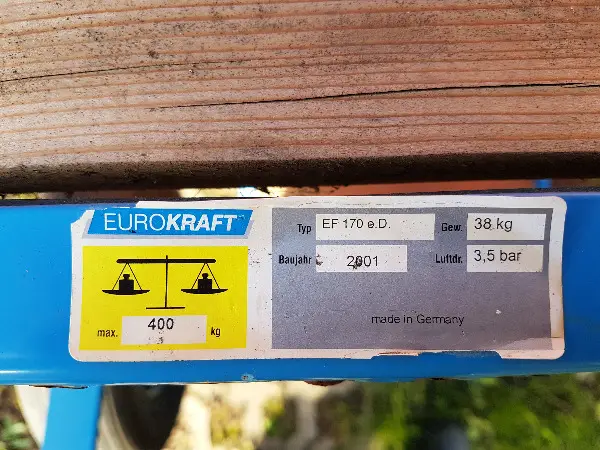 EUROKRAFT
max. 400 kg
Typ EF 170 e.D. Gew. 38 kg
Baujahr 2001 Luftdr. 3,5 bar
made in Germany